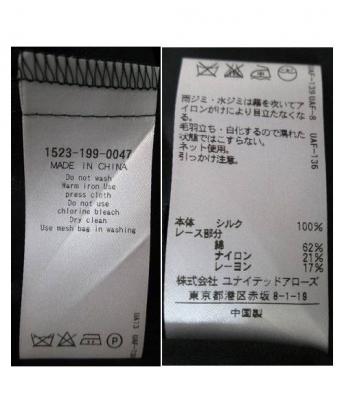 1523-199-0047
MADE IN CHINA
Do not wash
Warm iron Use
press cloth
Do not use
chlorine bleach
Dry clean
Use mesh bag in washing
UA13
雨ジミ・水ジミは霧を吹いてア
イロンがけにより目立たなくな
る。
毛羽立ち・白化するので濡れた
状態ではこすらない。
ネット使用。
引っかけ注意。
本体 シルク 100%
レース部分
綿 62%
ナイロン 21%
レーヨン 17%
株式会社 ユナイテッドアローズ
東京都港区赤坂8-1-19
中国製
UAF-8
UAF-136